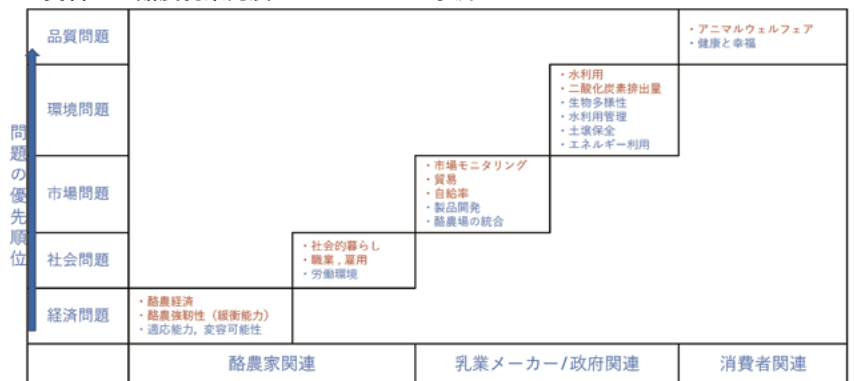 品質問題
・アニマルウェルフェア
・健康と幸福
環境問題
・水利用
・二酸化炭素排出量
・生物多様性
・水利用管理
・土壌保全
・エネルギー利用
問題の優先順位
市場問題
・市場モニタリング
・貿易
・自給率
・製品開発
・酪農場の統合
社会問題
・社会的暮らし
・職業,雇用
・労働環境
経済問題
・酪農経済
・酪農強靭性（緩衝能力）
・適応能力,変容可能性
酪農家関連
乳業メーカー/政府関連
消費者関連